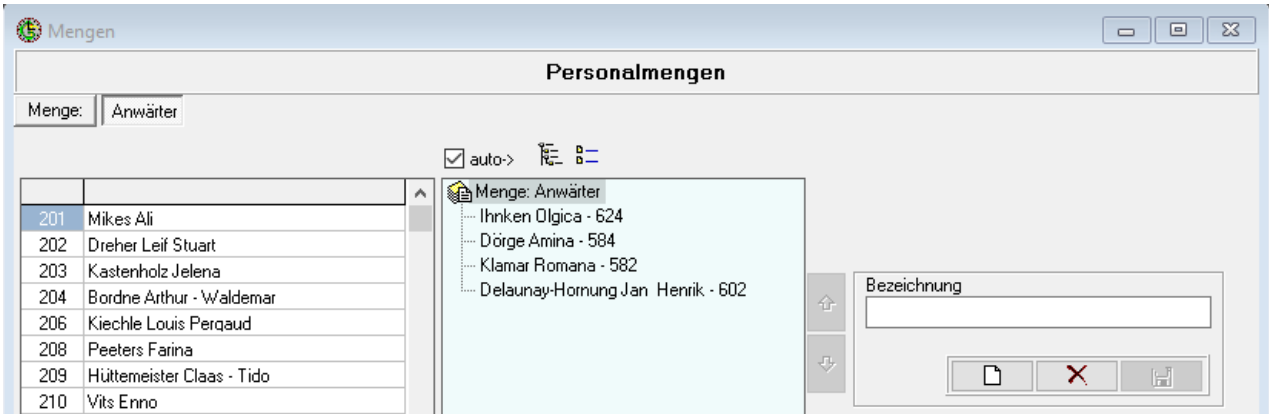 Mengen
Personalmengen
Menge: Anwärter
auto->
201 Mikes Ali
202 Dreher Leif Stuart
203 Kastenholz Jelena
204 Bordne Arthur - Waldemar
206 Kiechle Louis Pergaud
208 Peeters Farina
209 Hüttemeister Claas - Tido
210 Vits Enno
Menge: Anwärter
Ihnken Olgica - 624
Dörge Amina - 584
Klamar Romana - 582
Delaunay-Hornung Jan  Henrik - 602
Bezeichnung